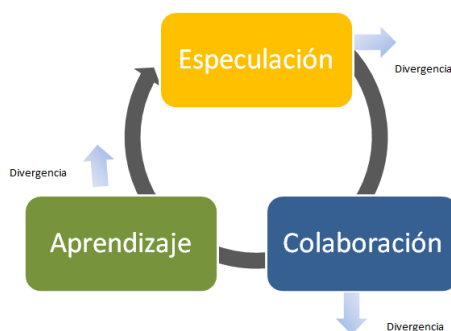 Especulación
Divergencia
Divergencia
Aprendizaje
Colaboración
Divergencia